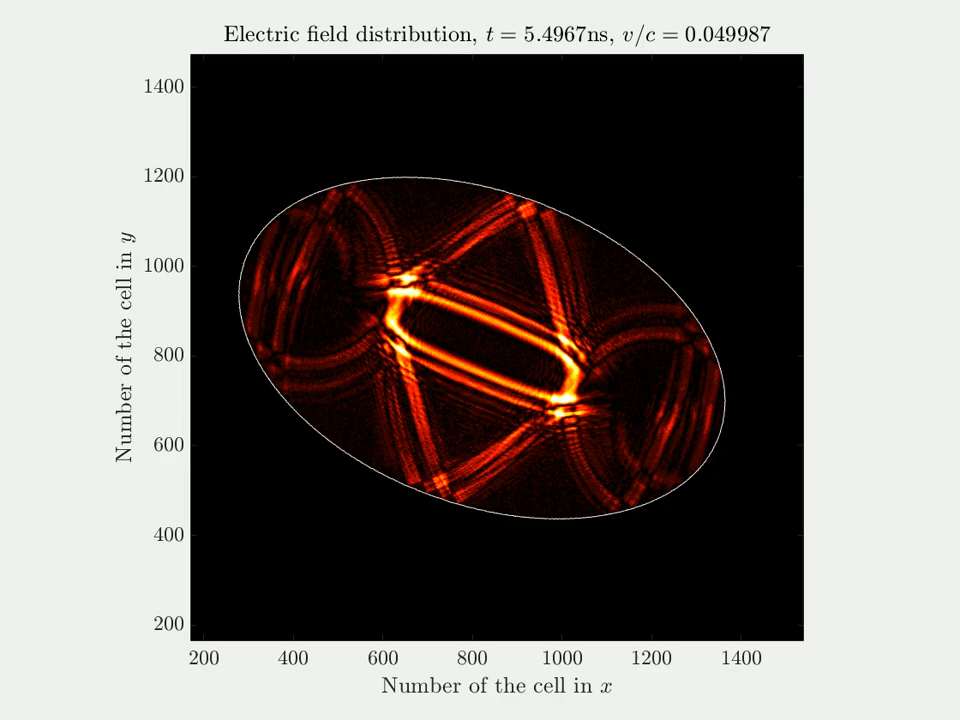 Electric field distribution, t = 5.4967ns, v/c = 0.049987
1400
1200
1000
800
600
400
200
Number of the cell in y
200 400 600 800 1000 1200 1400
Number of the cell in x